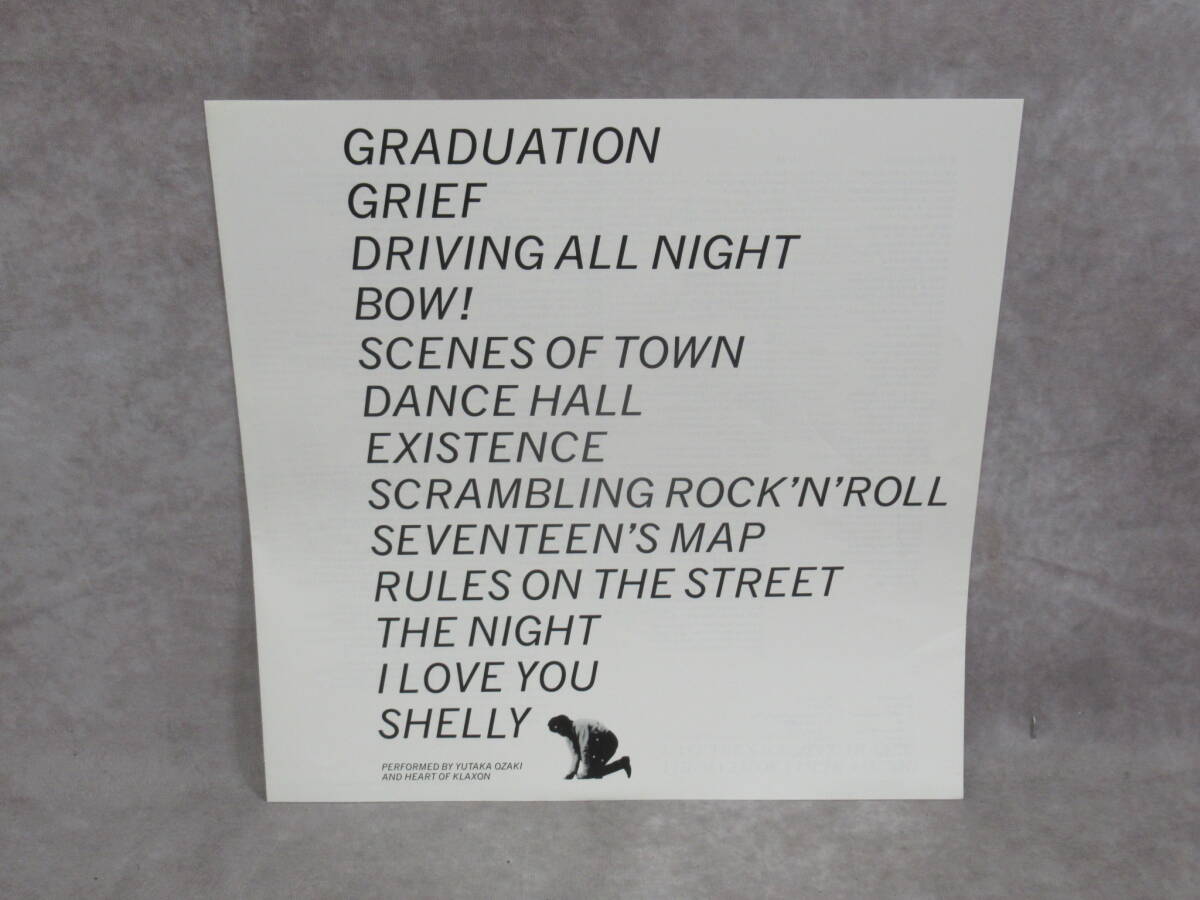 GRADUATION
GRIEF
DRIVING ALL NIGHT
BOW!
SCENES OF TOWN
DANCE HALL
EXISTENCE
SCRAMBLING ROCK'N'ROLL
SEVENTEEN'S MAP
RULES ON THE STREET
THE NIGHT
I LOVE YOU
SHELLY
PERFORMED BY YUTAKA OZAKI
AND HEART OF KLAXON